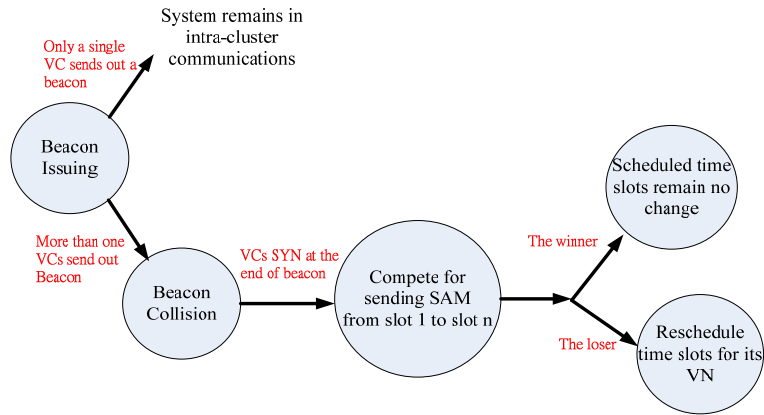 System remains in
intra-cluster
communications
Only a single
VC sends out a
beacon
Beacon
Issuing
More than one
VCs send out
Beacon
Beacon
Collision
VCs SYN at the
end of beacon
Compete for
sending SAM
from slot 1 to slot n
The winner
Scheduled time
slots remain no
change
The loser
Reschedule
time slots for its
VN